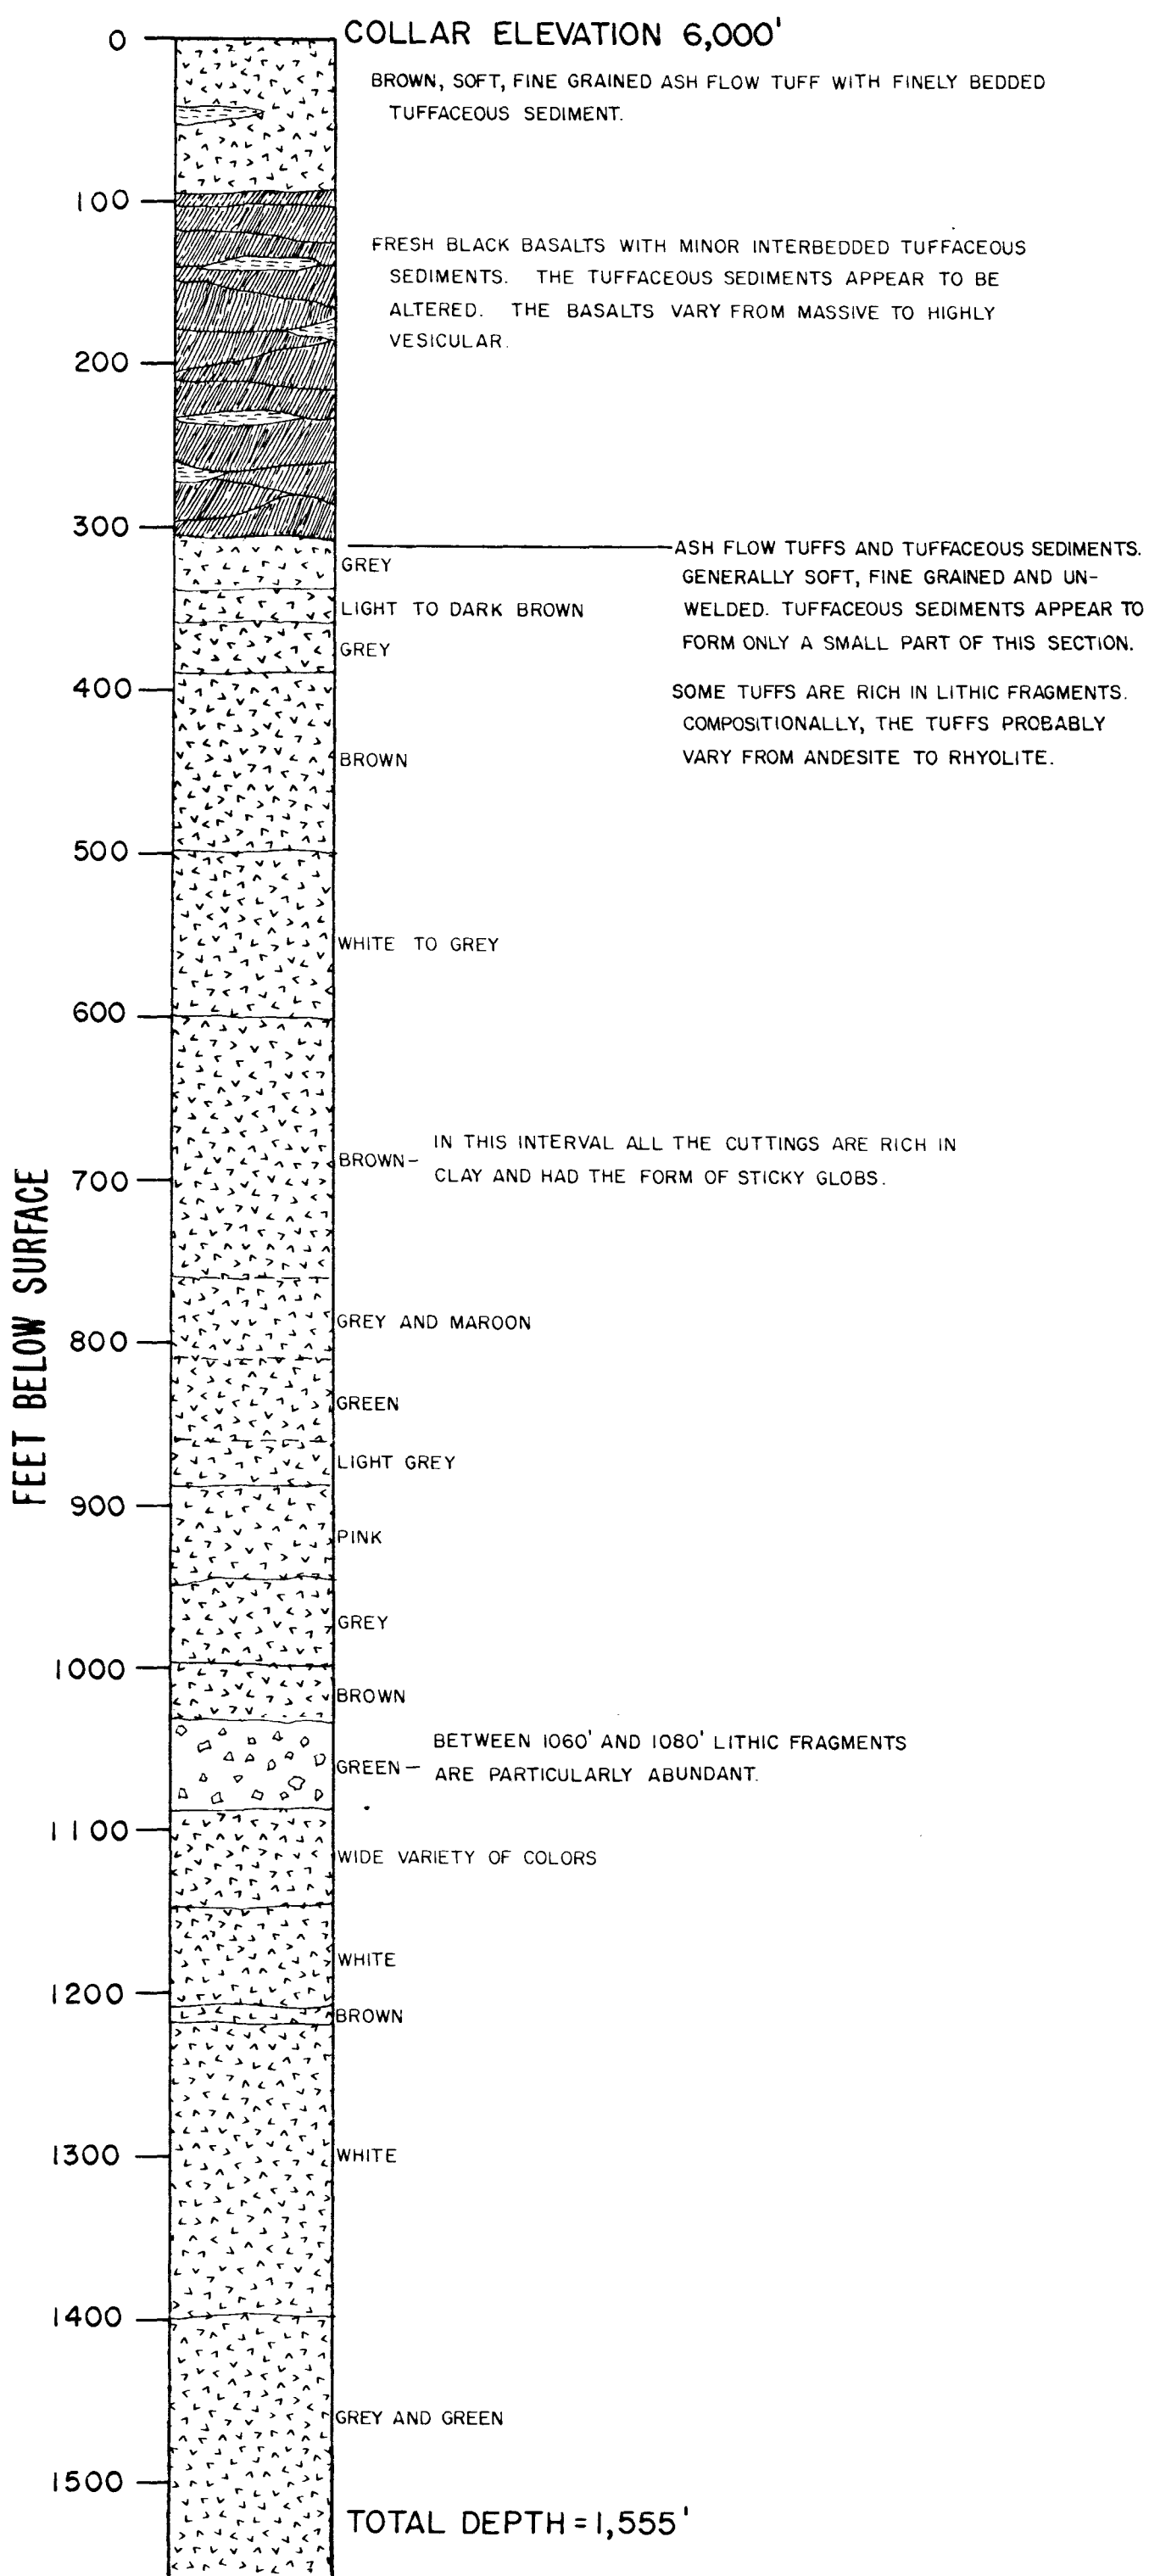 COLLAR ELEVATION 6,000'
0
BROWN, SOFT, FINE GRAINED ASH FLOW TUFF WITH FINELY BEDDED
TUFFACEOUS SEDIMENT.
100
FRESH BLACK BASALTS WITH MINOR INTERBEDDED TUFFACEOUS
SEDIMENTS. THE TUFFACEOUS SEDIMENTS APPEAR TO BE
ALTERED. THE BASALTS VARY FROM MASSIVE TO HIGHLY
VESICULAR.
200
300
ASH FLOW TUFFS AND TUFFACEOUS SEDIMENTS.
GENERALLY SOFT, FINE GRAINED AND UN-
WELDED. TUFFACEOUS SEDIMENTS APPEAR TO
FORM ONLY A SMALL PART OF THIS SECTION.
SOME TUFFS ARE RICH IN LITHIC FRAGMENTS.
COMPOSITIONALLY, THE TUFFS PROBABLY
VARY FROM ANDESITE TO RHYOLITE.
GREY
LIGHT TO DARK BROWN
GREY
400
BROWN
500
WHITE TO GREY
600
BROWN-
IN THIS INTERVAL ALL THE CUTTINGS ARE RICH IN
CLAY AND HAD THE FORM OF STICKY GLOBS.
700
FEET BELOW SURFACE
GREY AND MAROON
800
GREEN
LIGHT GREY
900
PINK
GREY
1000
BROWN
GREEN-
BETWEEN 1060' AND 1080' LITHIC FRAGMENTS
ARE PARTICULARLY ABUNDANT.
1100
WIDE VARIETY OF COLORS
WHITE
1200
BROWN
1300
WHITE
1400
GREY AND GREEN
1500
TOTAL DEPTH = 1,555'